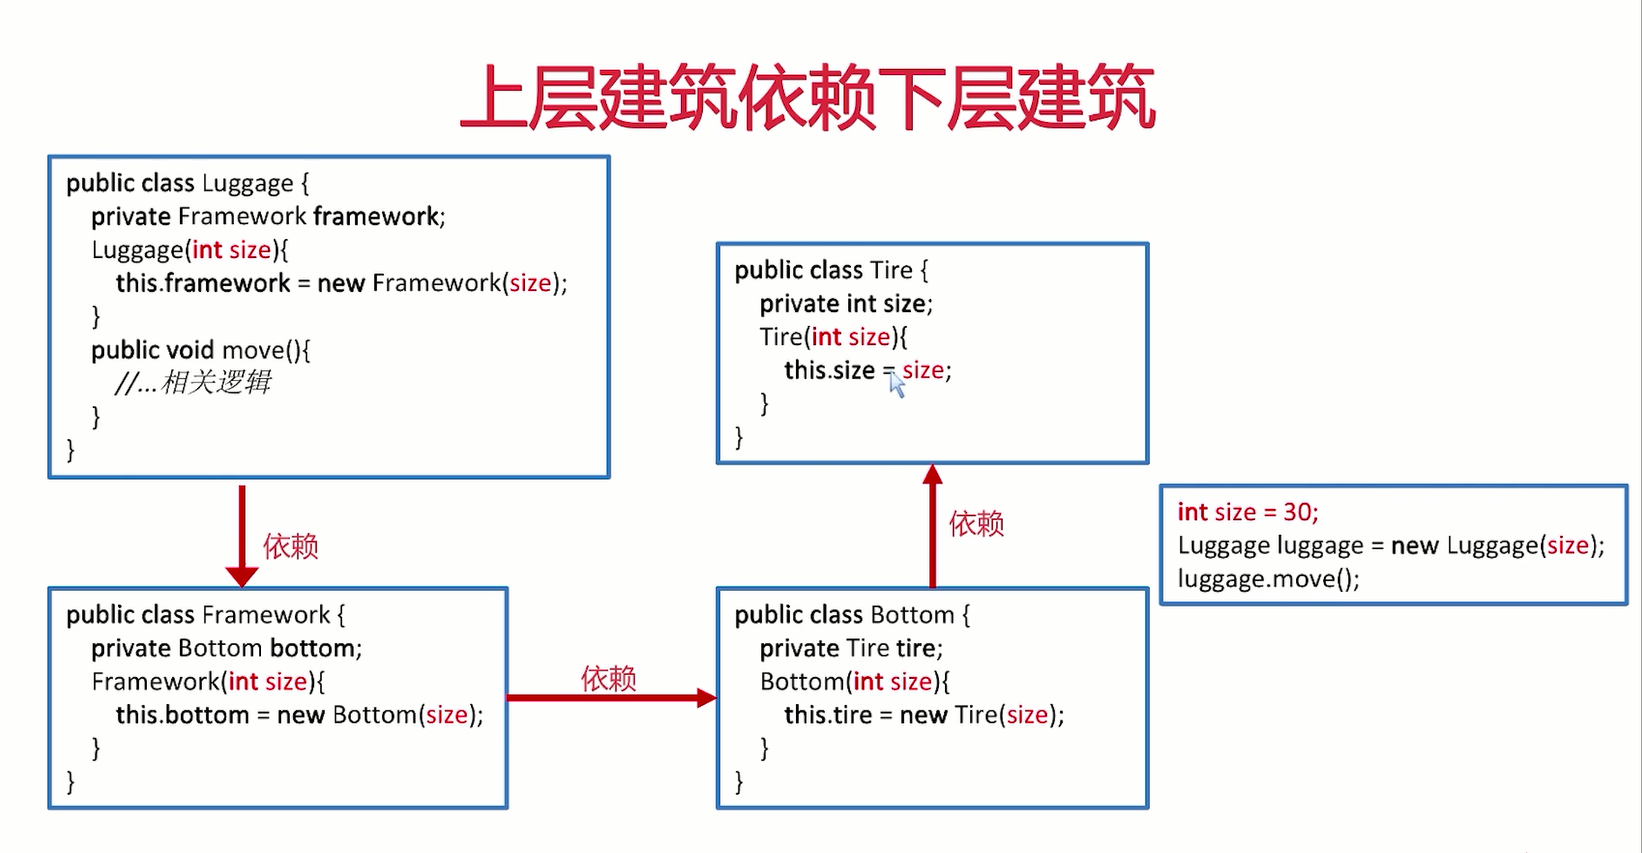 上层建筑依赖下层建筑
public class Luggage {
private Framework framework;
Luggage(int size){
this.framework = new Framework(size);
}
public void move(){
//...相关逻辑
}
}
依赖
public class Framework {
private Bottom bottom;
Framework(int size){
this.bottom = new Bottom(size);
}
}
依赖
public class Bottom {
private Tire tire;
Bottom(int size){
this.tire = new Tire(size);
}
}
依赖
public class Tire {
private int size;
Tire(int size){
this.size = size;
}
}
int size = 30;
Luggage luggage = new Luggage(size);
luggage.move();